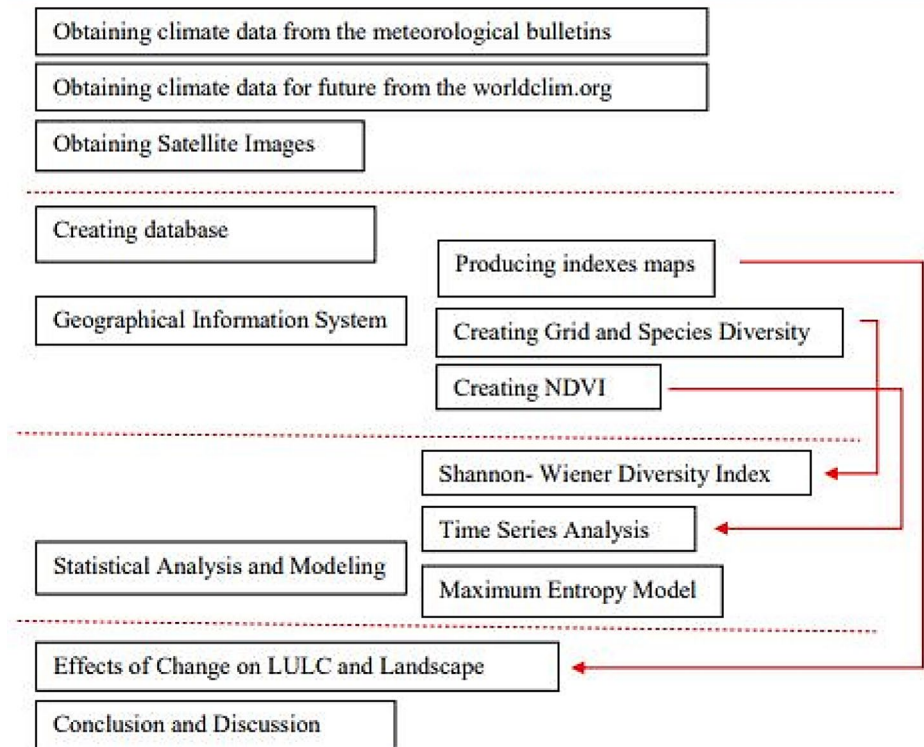 Obtaining climate data from the meteorological bulletins
Obtaining climate data for future from the worldclim.org
Obtaining Satellite Images
Creating database
Producing indexes maps
Geographical Information System
Creating Grid and Species Diversity
Creating NDVI
Shannon- Wiener Diversity Index
Time Series Analysis
Statistical Analysis and Modeling
Maximum Entropy Model
Effects of Change on LULC and Landscape
Conclusion and Discussion